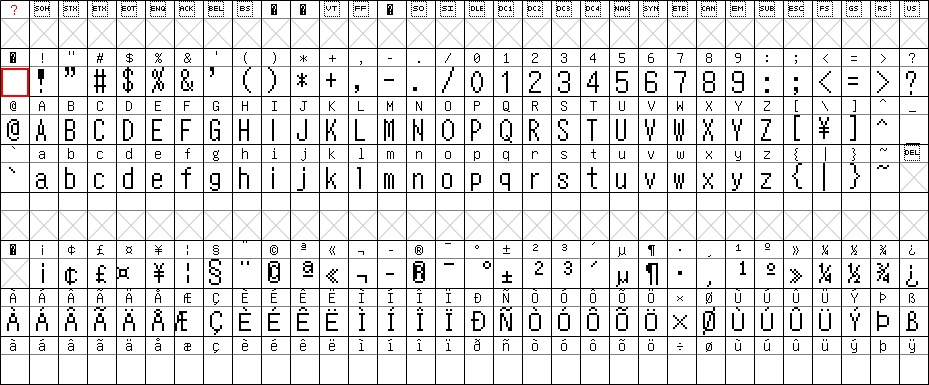 ? SOH STX ETX EOT ENQ ACK BEL BS � � VT FF � SO SI DLE DC1 DC2 DC3 DC4 NAK SYN ETB CAN EM SUB ESC FS GS RS US
� ! " # $ % & ' ( ) * + , - . / 0 1 2 3 4 5 6 7 8 9 : ; < = > ?
! ” # $ % & ’ ( ) * + , - . / 0 1 2 3 4 5 6 7 8 9 : ; < = > ?
@ A B C D E F G H I J K L M N O P Q R S T U V W X Y Z [ \ ] ^ _
@ A B C D E F G H I J K L M N O P Q R S T U V W X Y Z [ ¥ ] ^
` a b c d e f g h i j k l m n o p q r s t u v w x y z { | } ~ DEL
` a b c d e f g h i j k l m n o p q r s t u v w x y z { | } ~
� ¡ ¢ £ ¤ ¥ ¦ § ¨ © ª « ¬ - ® ¯ ° ± ² ³ ´ µ ¶ · ¸ ¹ º » ¼ ½ ¾ ¿
¡ ¢ £ ¤ ¥ ¦ § ¨ © ª « ¬ - ® ¯ ° ± ² ³ ´ µ ¶ · ¸ ¹ º » ¼ ½ ¾ ¿
À Á Â Ã Ä Å Æ Ç È É Ê Ë Ì Í Î Ï Ð Ñ Ò Ó Ô Õ Ö × Ø Ù Ú Û Ü Ý Þ ß
À Á Â Ã Ä Å Æ Ç È É Ê Ë Ì Í Î Ï Ð Ñ Ò Ó Ô Õ Ö × Ø Ù Ú Û Ü Ý Þ ß
à á â ã ä å æ ç è é ê ë ì í î ï ð ñ ò ó ô õ ö ÷ ø ù ú û ü ý þ ÿ